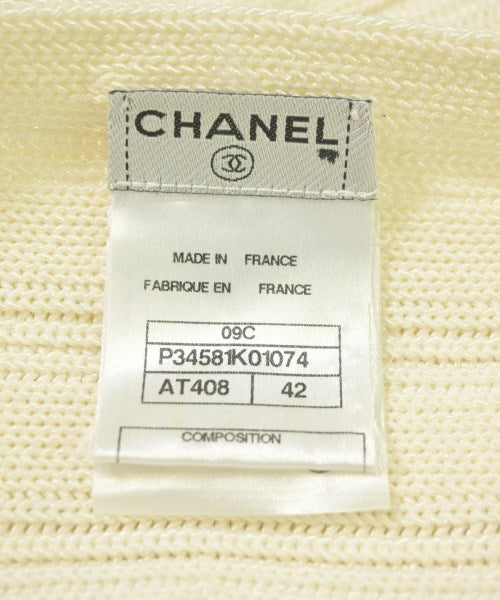 CHANEL
MADE IN FRANCE
FABRIQUE EN FRANCE
09C
P34581K01074
AT408 42
COMPOSITION